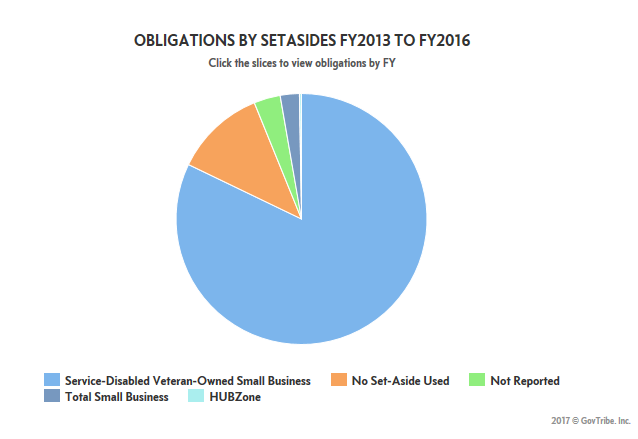 OBLIGATIONS BY SETASIDES FY2013 TO FY2016
Click the slices to view obligations by FY
Service-Disabled Veteran-Owned Small Business No Set-Aside Used Not Reported
Total Small Business HUBZone
2017 © GovTribe, Inc.